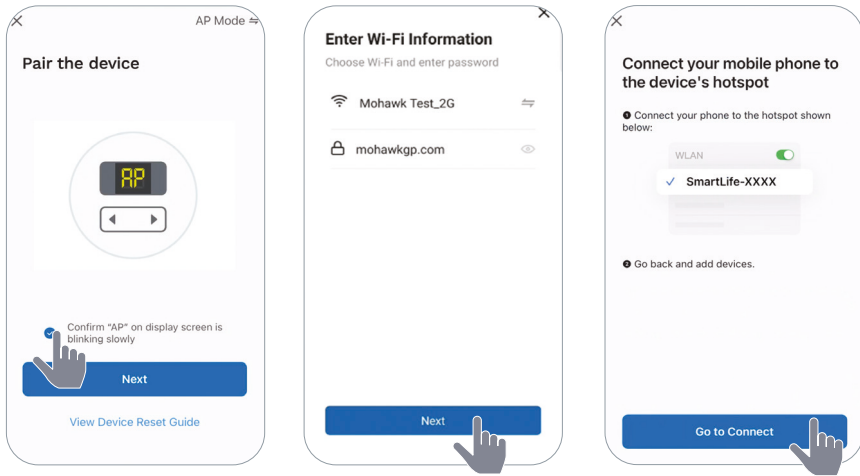 AP Mode
Pair the device
AP
Confirm "AP" on display screen is
blinking slowly
Next
View Device Reset Guide
Enter Wi-Fi Information
Choose Wi-Fi and enter password
Mohawk Test_2G
mohawkgp.com
Next
Connect your mobile phone to
the device's hotspot
❶ Connect your phone to the hotspot shown
below:
WLAN
SmartLife-XXXX
❷ Go back and add devices.
Go to Connect